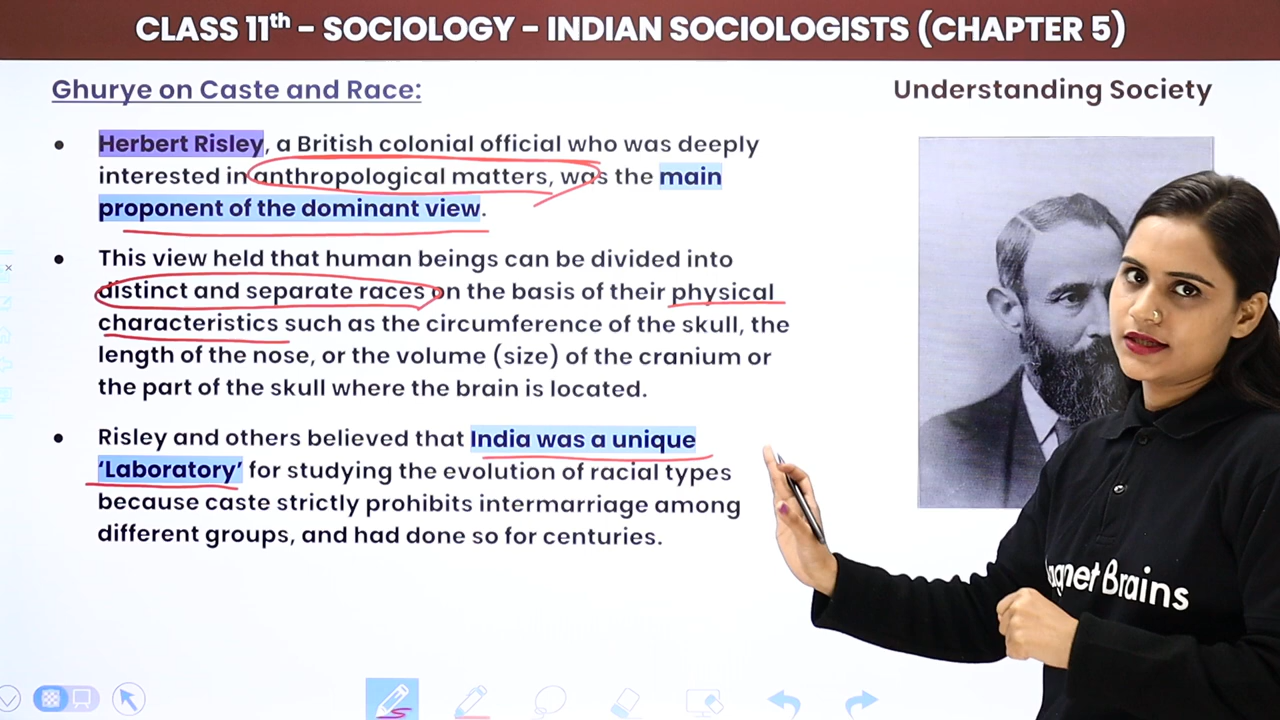 CLASS 11th – SOCIOLOGY – INDIAN SOCIOLOGISTS (CHAPTER 5)
Ghurye on Caste and Race:
Understanding Society
• Herbert Risley, a British colonial official who was deeply
interested in anthropological matters, was the main
proponent of the dominant view.
• This view held that human beings can be divided into
distinct and separate races on the basis of their physical
characteristics such as the circumference of the skull, the
length of the nose, or the volume (size) of the cranium or
the part of the skull where the brain is located.
• Risley and others believed that India was a unique
‘Laboratory’ for studying the evolution of racial types
because caste strictly prohibits intermarriage among
different groups, and had done so for centuries.
agnet Brains